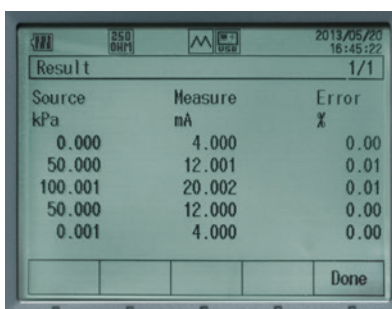 250 OHM USB 2013/05/20 16:45:22
Result 1/1
Source Measure Error
kPa mA %
0.000 4.000 0.00
50.000 12.001 0.01
100.001 20.002 0.01
50.000 12.000 0.00
0.001 4.000 0.00
Done